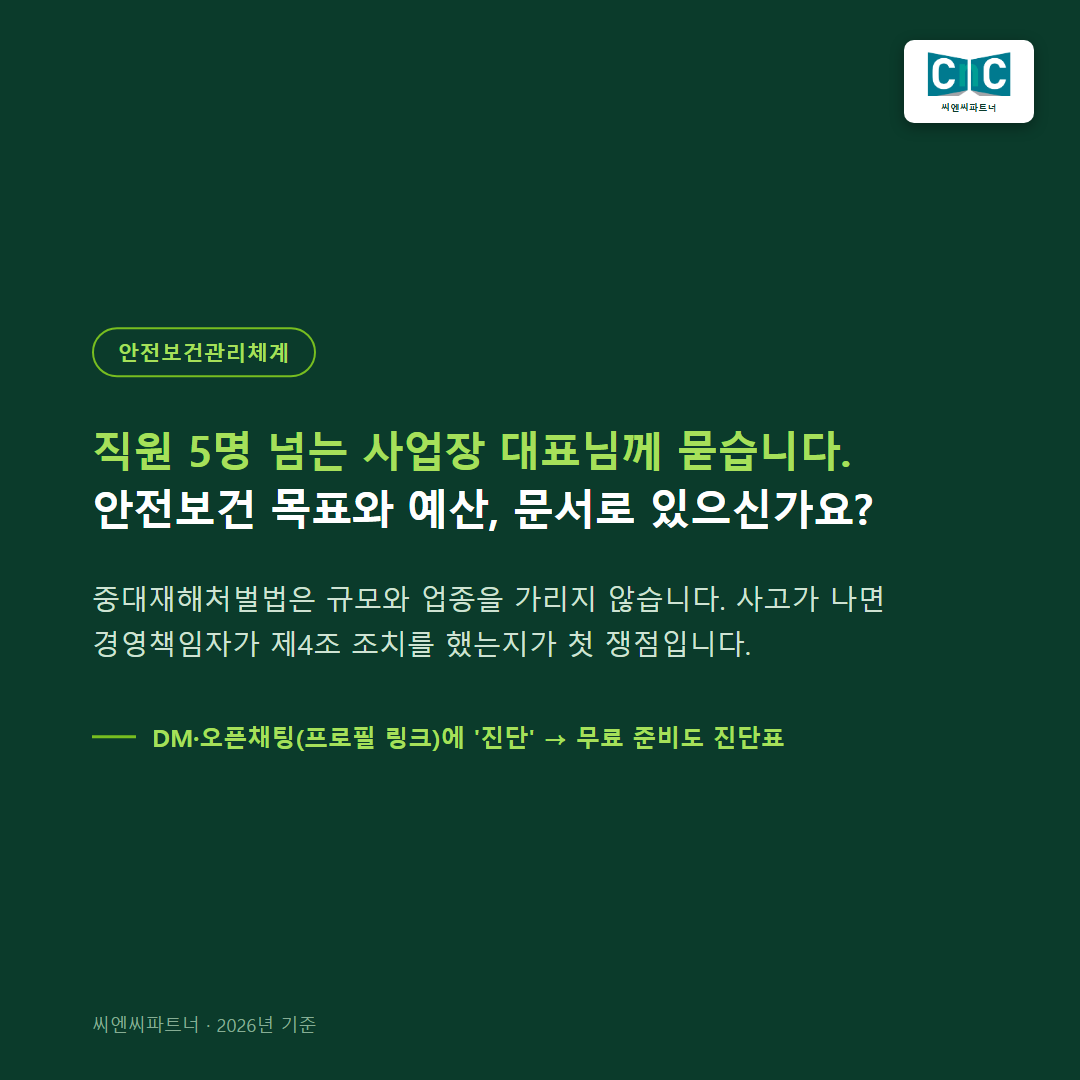 CnC
씨엔씨파트너
안전보건관리체계
직원 5명 넘는 사업장 대표님께 묻습니다.
안전보건 목표와 예산, 문서로 있으신가요?
중대재해처벌법은 규모와 업종을 가리지 않습니다. 사고가 나면
경영책임자가 제4조 조치를 했는지가 첫 쟁점입니다.
DM·오픈채팅(프로필 링크)에 '진단' → 무료 준비도 진단표
씨엔씨파트너 · 2026년 기준